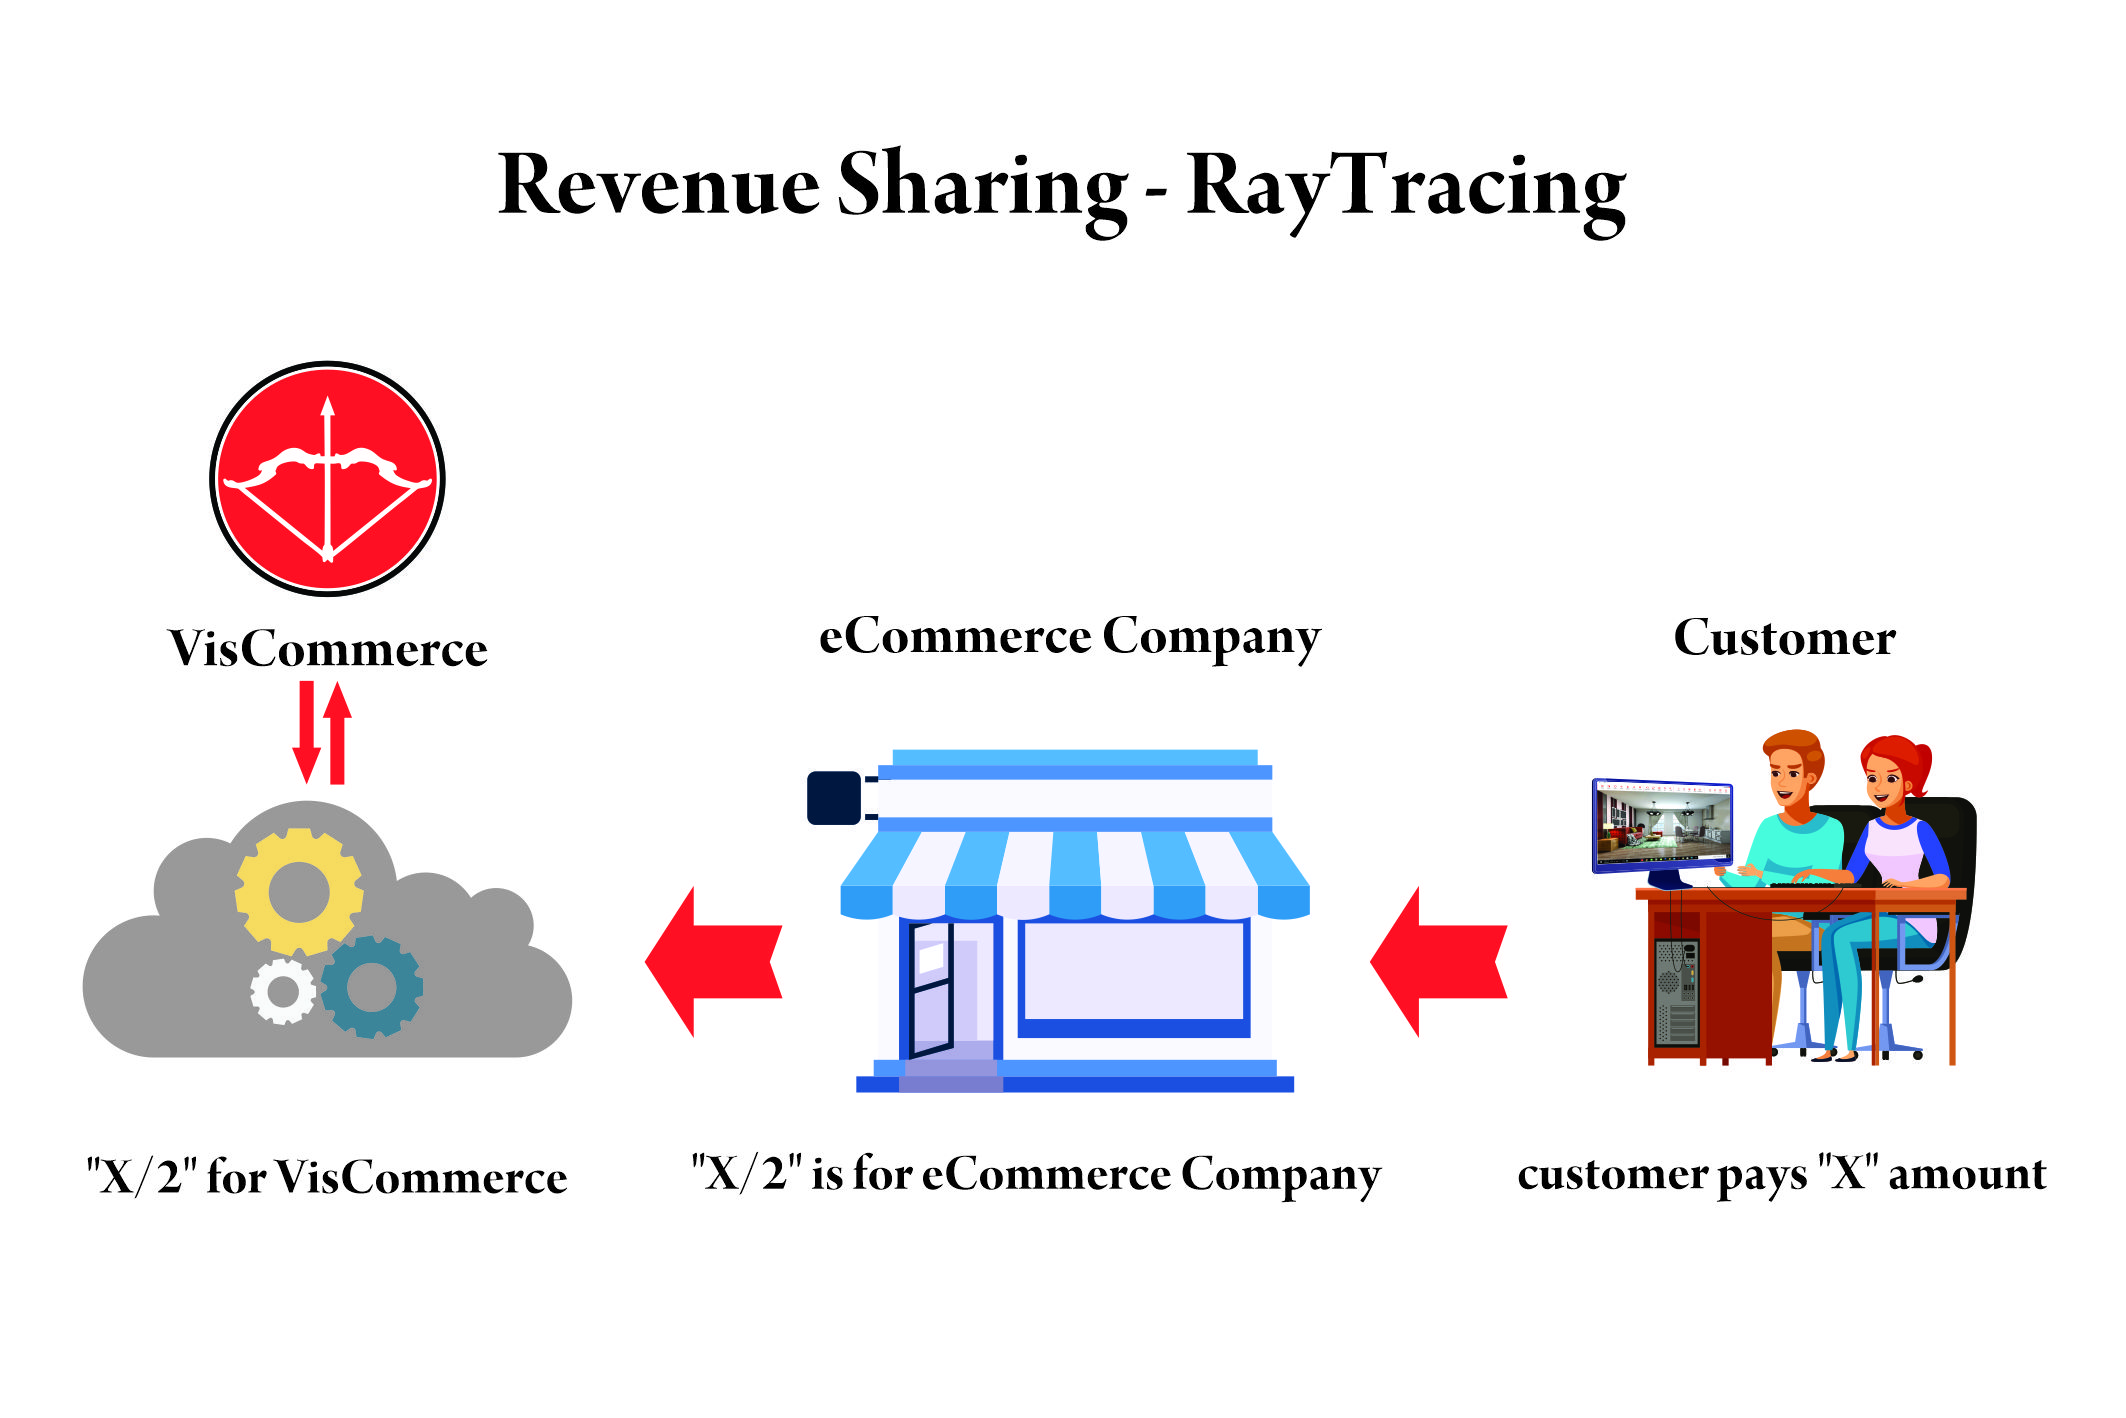 Revenue Sharing - RayTracing
VisCommerce
eCommerce Company
Customer
"X/2" for VisCommerce
"X/2" is for eCommerce Company
customer pays "X" amount